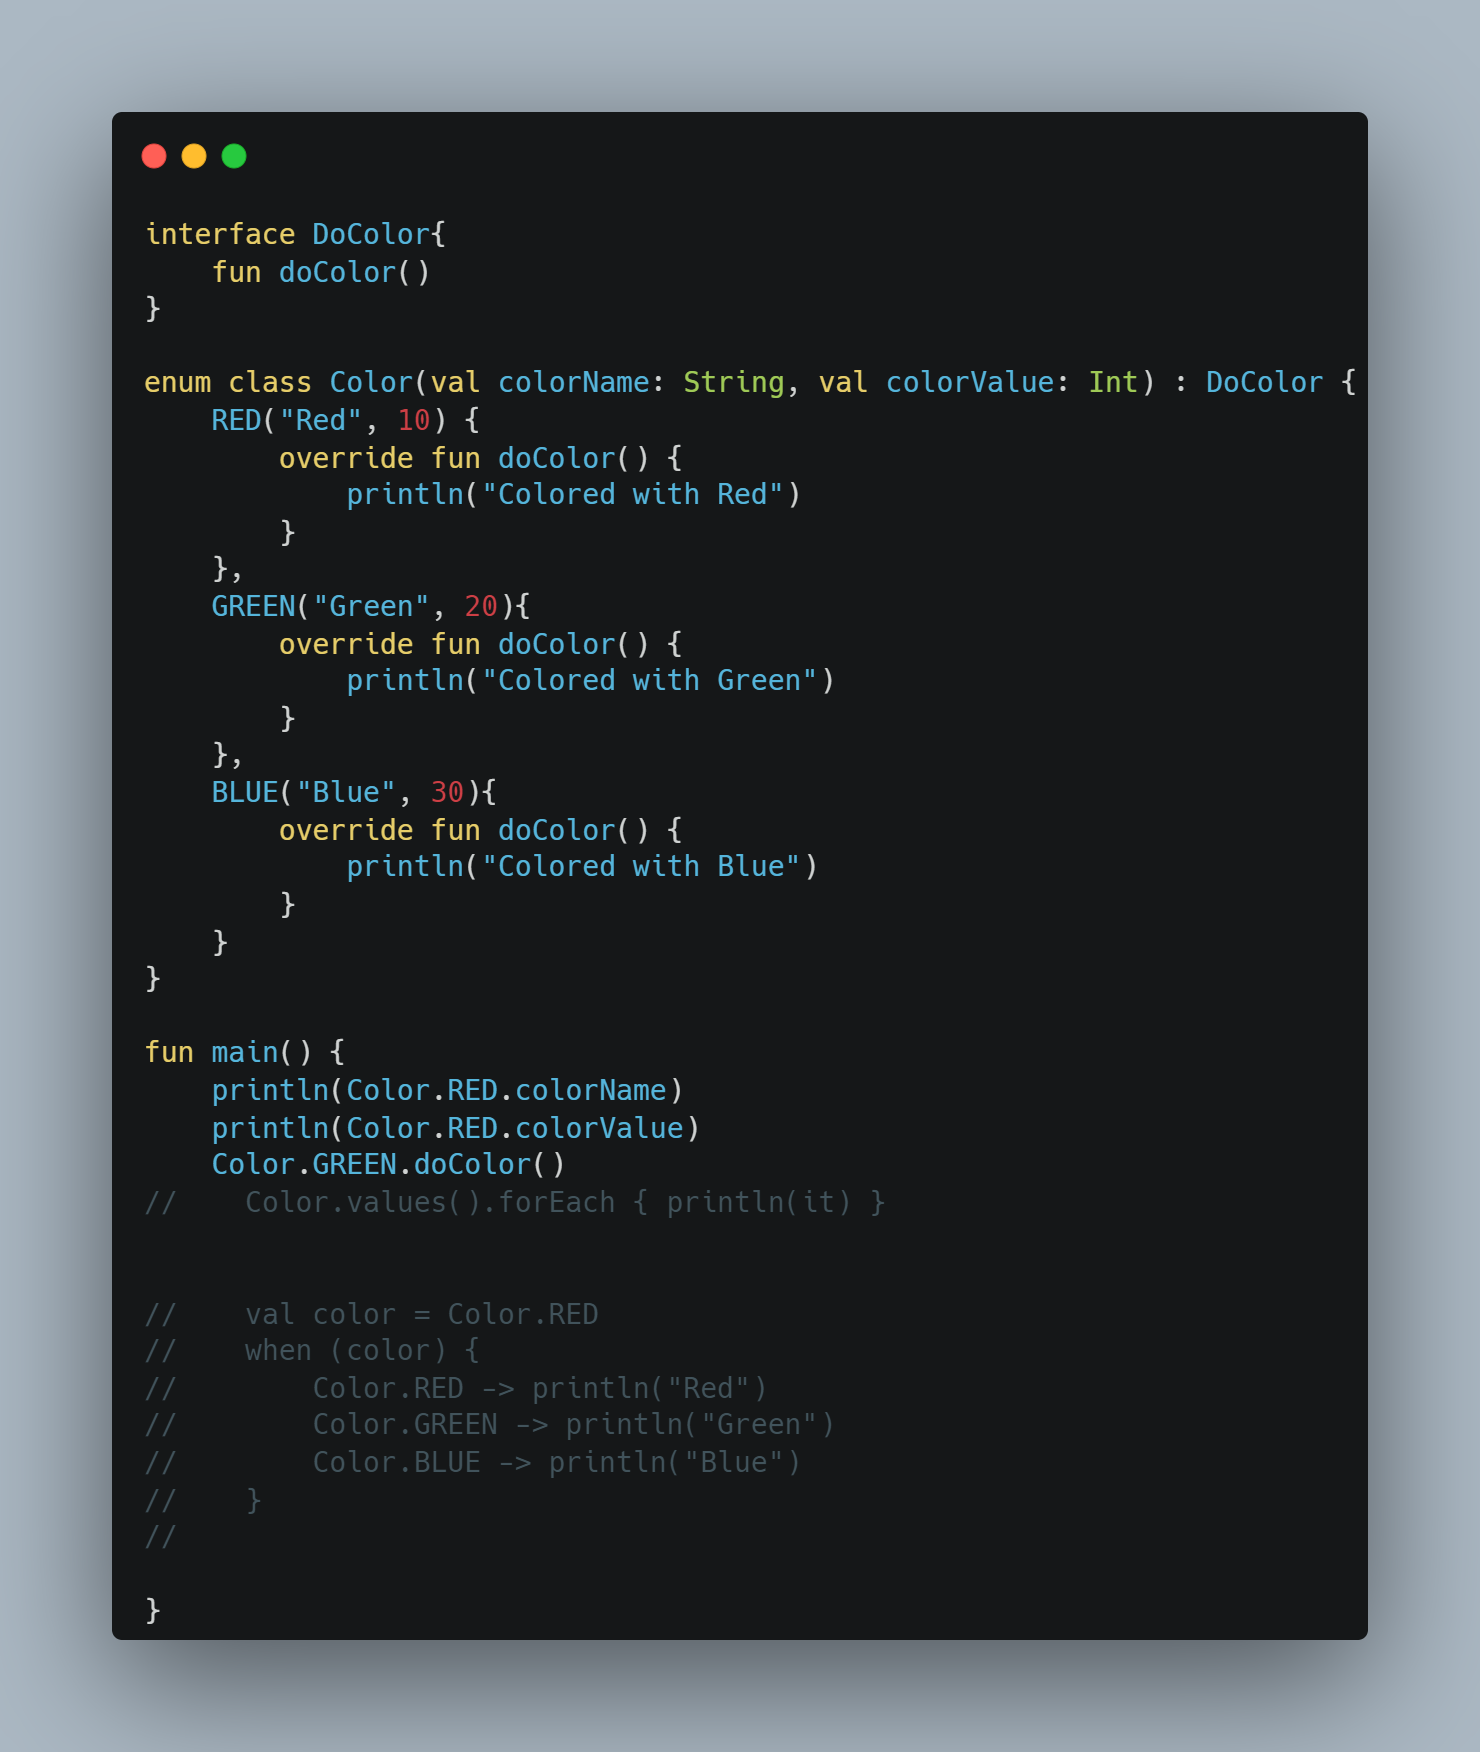 interface DoColor{
    fun doColor()
}

enum class Color(val colorName: String, val colorValue: Int) : DoColor {
    RED("Red", 10) {
        override fun doColor() {
            println("Colored with Red")
        }
    },
    GREEN("Green", 20){
        override fun doColor() {
            println("Colored with Green")
        }
    },
    BLUE("Blue", 30){
        override fun doColor() {
            println("Colored with Blue")
        }
    }
}

fun main() {
    println(Color.RED.colorName)
    println(Color.RED.colorValue)
    Color.GREEN.doColor()
//    Color.values().forEach { println(it) }


//    val color = Color.RED
//    when (color) {
//        Color.RED -> println("Red")
//        Color.GREEN -> println("Green")
//        Color.BLUE -> println("Blue")
//    }
//

}